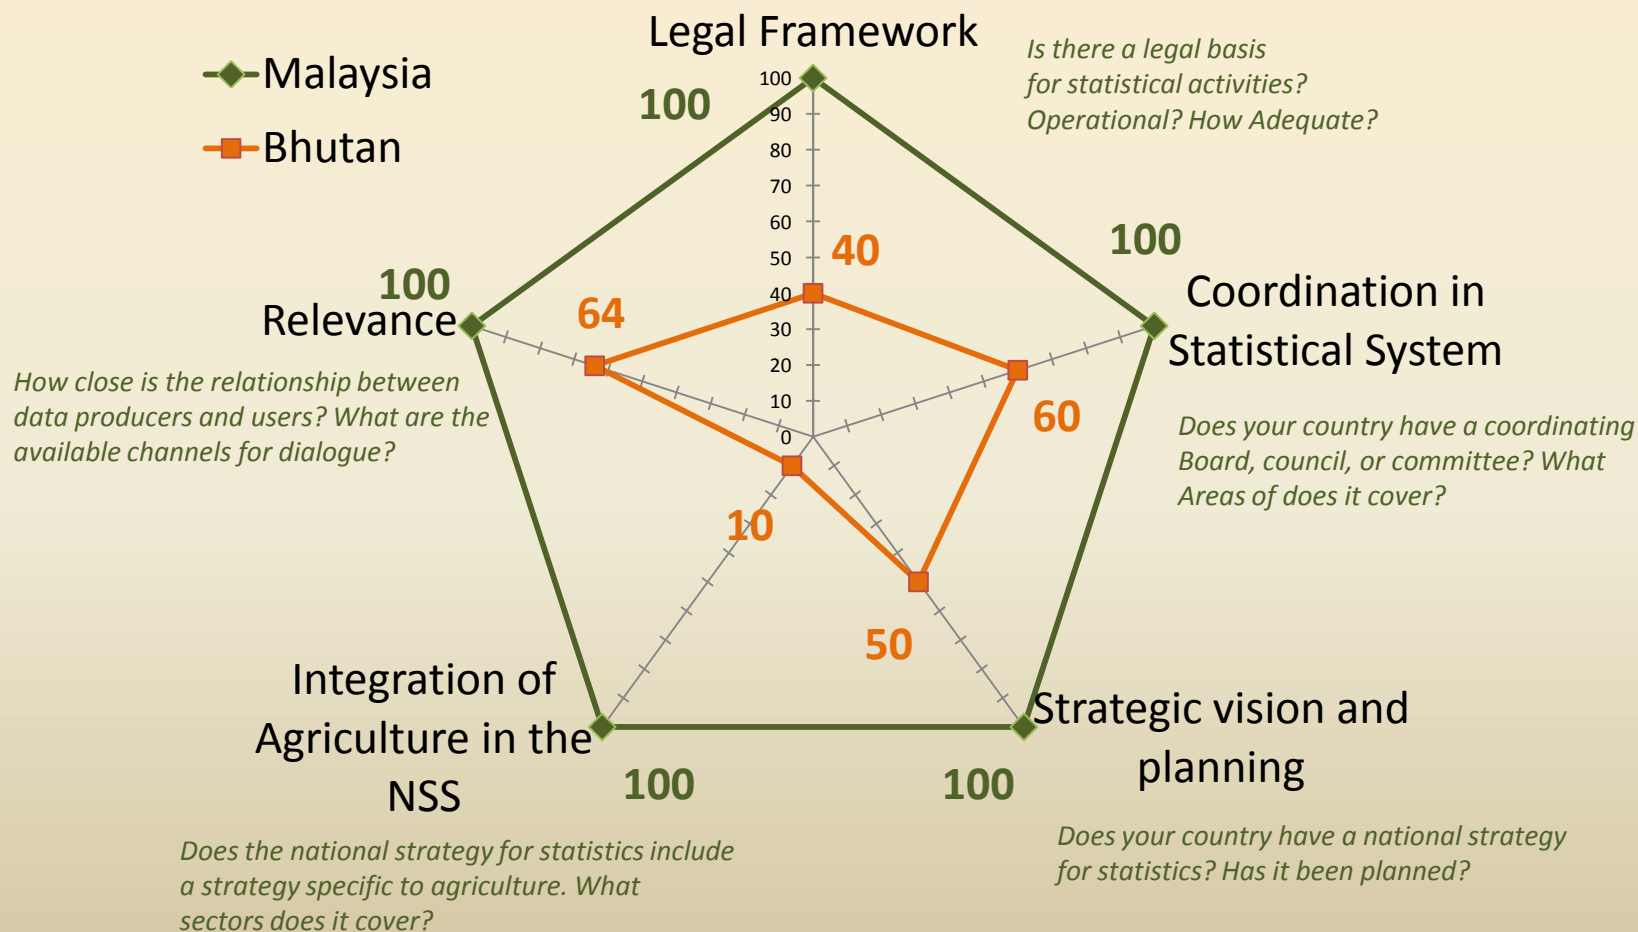 Legal Framework
Malaysia
Bhutan
Is there a legal basis
for statistical activities?
Operational? How Adequate?
100
100
90
80
70
60
50
40
30
20
10
0
40
100
Coordination in
Statistical System
60
Does your country have a coordinating
Board, council, or committee? What
Areas of does it cover?
100
Relevance
64
How close is the relationship between
data producers and users? What are the
available channels for dialogue?
10
50
Integration of
Agriculture in the
NSS
100
Does the national strategy for statistics include
a strategy specific to agriculture. What
sectors does it cover?
Strategic vision and
planning
100
Does your country have a national strategy
for statistics? Has it been planned?